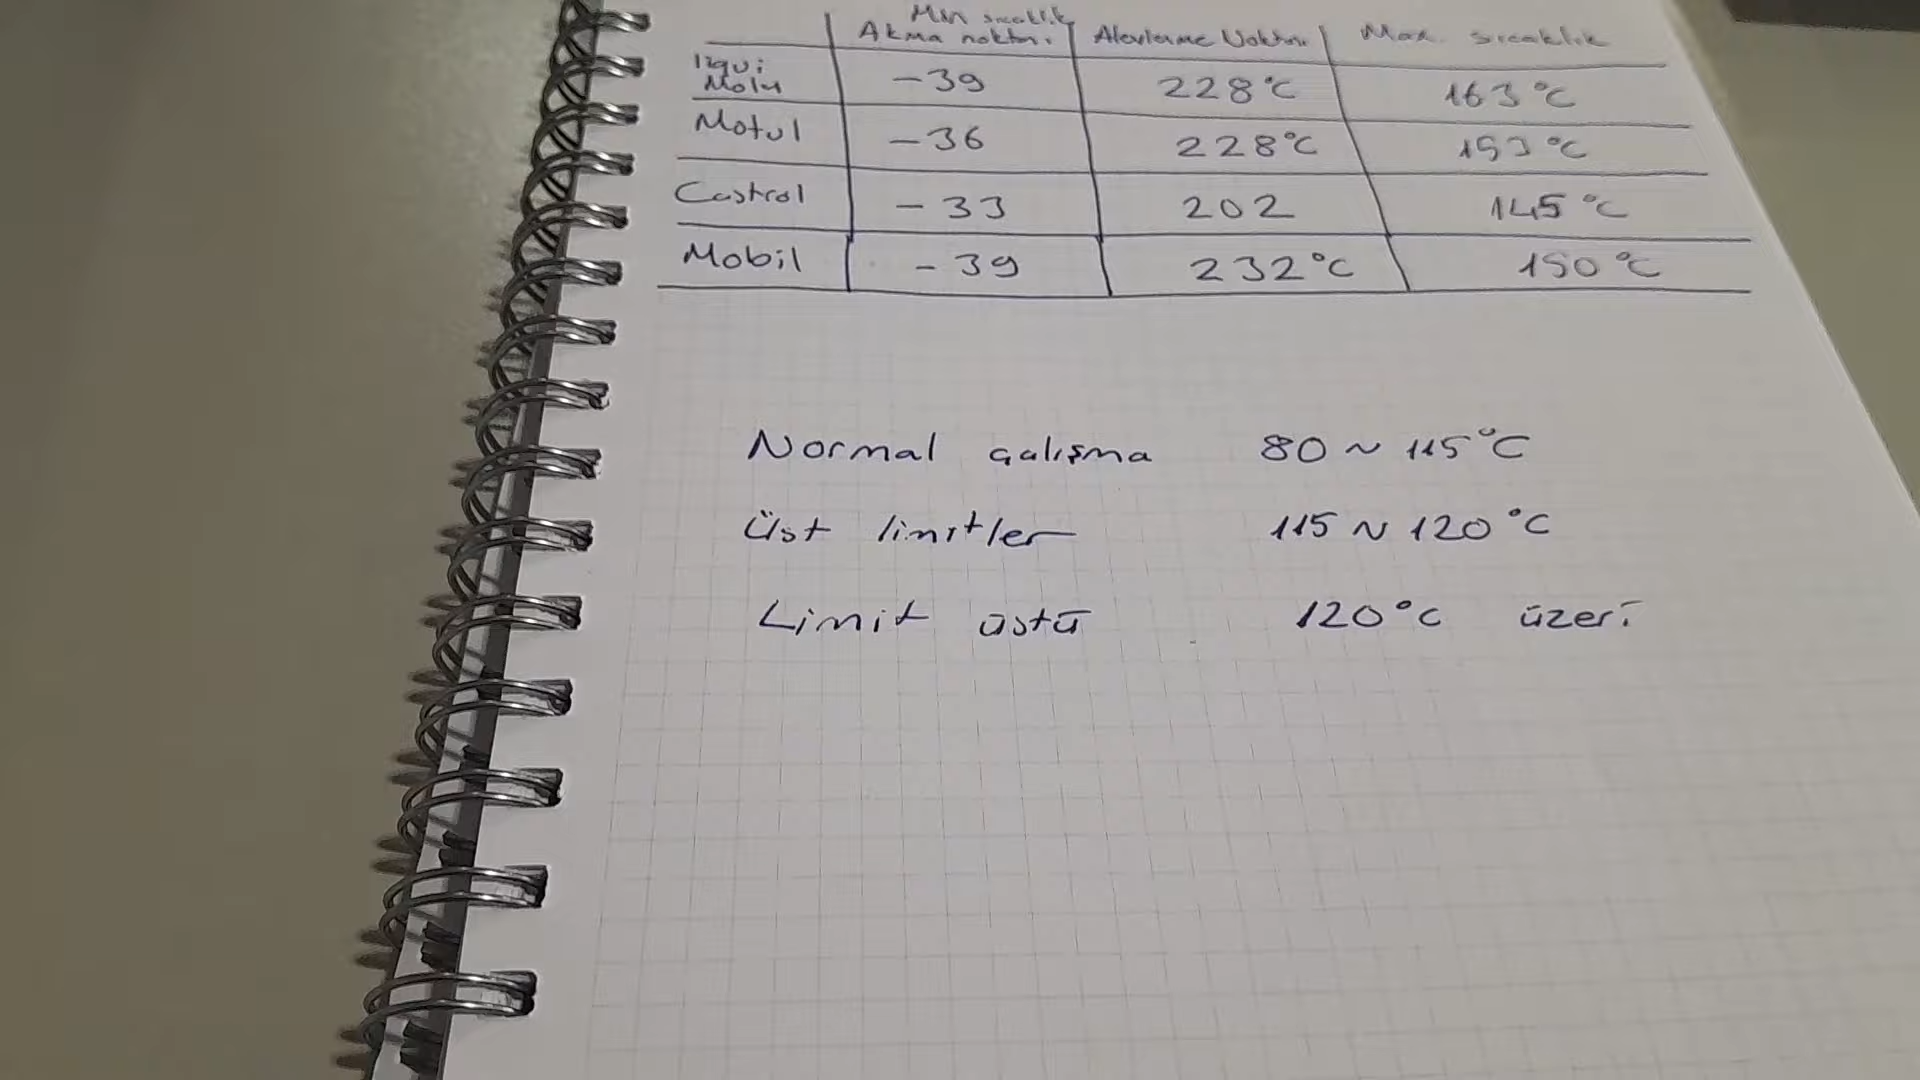 Min sıcaklık
Akma noktası Alevlenme Noktası Max. sıcaklık
Liqui
Moly -39 228°C 163°C
Motul -36 228°C 153°C
Castrol -33 202 145°C
Mobil -39 232°C 150°C
Normal çalışma 80 ~ 115°C
Üst limitler 115 ~ 120°C
Limit üstü 120°C üzeri